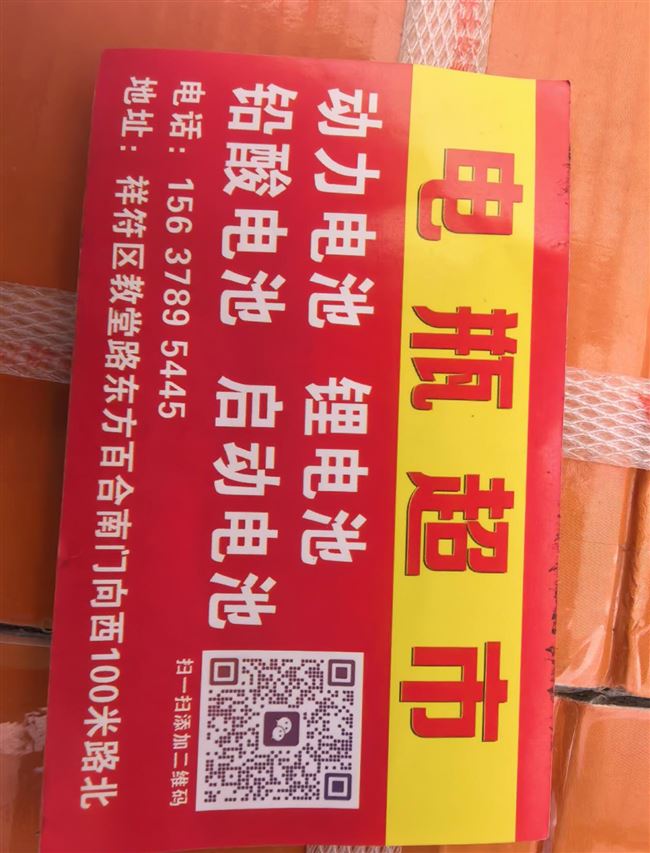 电瓶超市
动力电池 锂电池
铅酸电池 启动电池
电话：156 3789 5445
地址：祥符区教堂路东方百合南门向西100米路北
扫一扫添加二维码